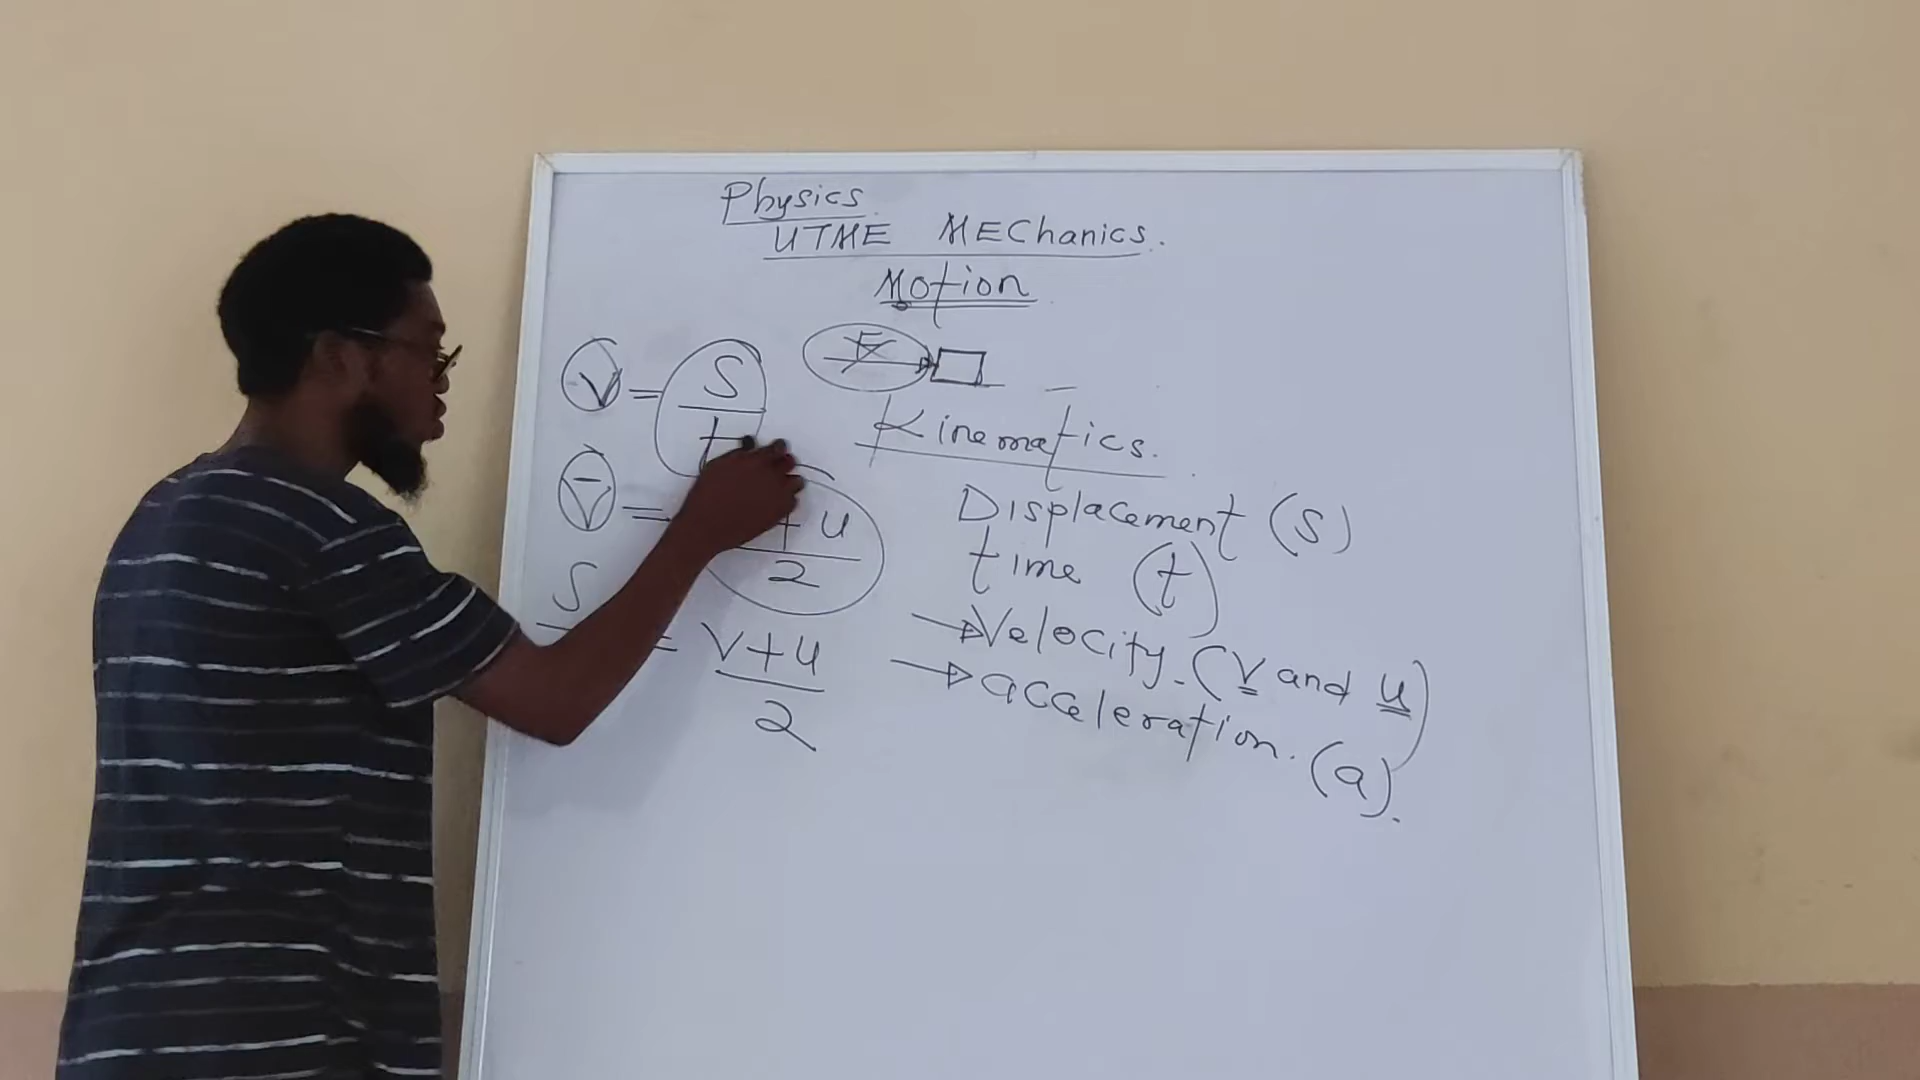 Physics
UTME MEChanics.
Motion
V = S/t
F
Kinematics.
V̄ = + u/2
Displacement (S)
time (t)
S = V+u/2
Velocity. (V and u)
acceleration. (a).